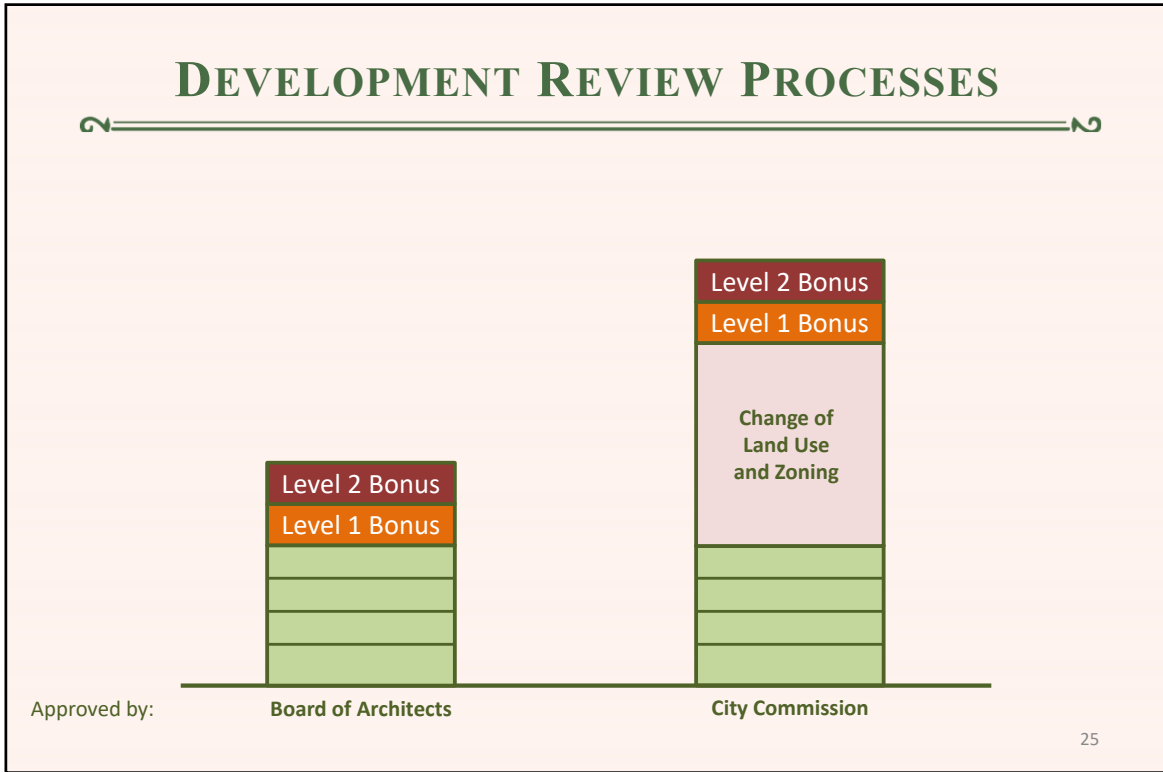 DEVELOPMENT REVIEW PROCESSES
Level 2 Bonus
Level 1 Bonus
Level 2 Bonus
Level 1 Bonus
Change of
Land Use
and Zoning
Approved by:
Board of Architects
City Commission
25